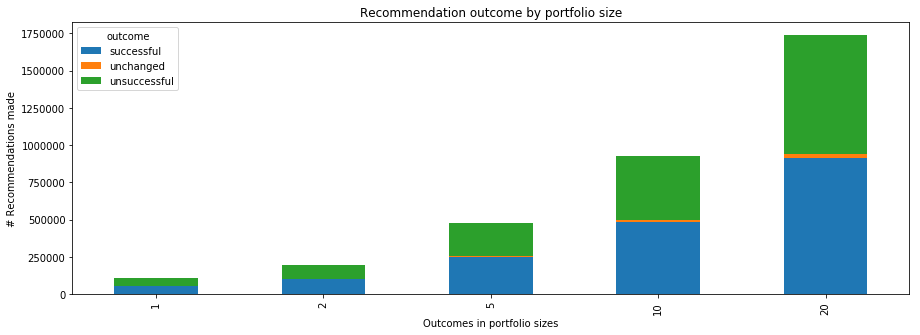 Recommendation outcome by portfolio size
outcome
successful
unchanged
unsuccessful
# Recommendations made
1750000
1500000
1250000
1000000
750000
500000
250000
0
1
2
5
10
20
Outcomes in portfolio sizes